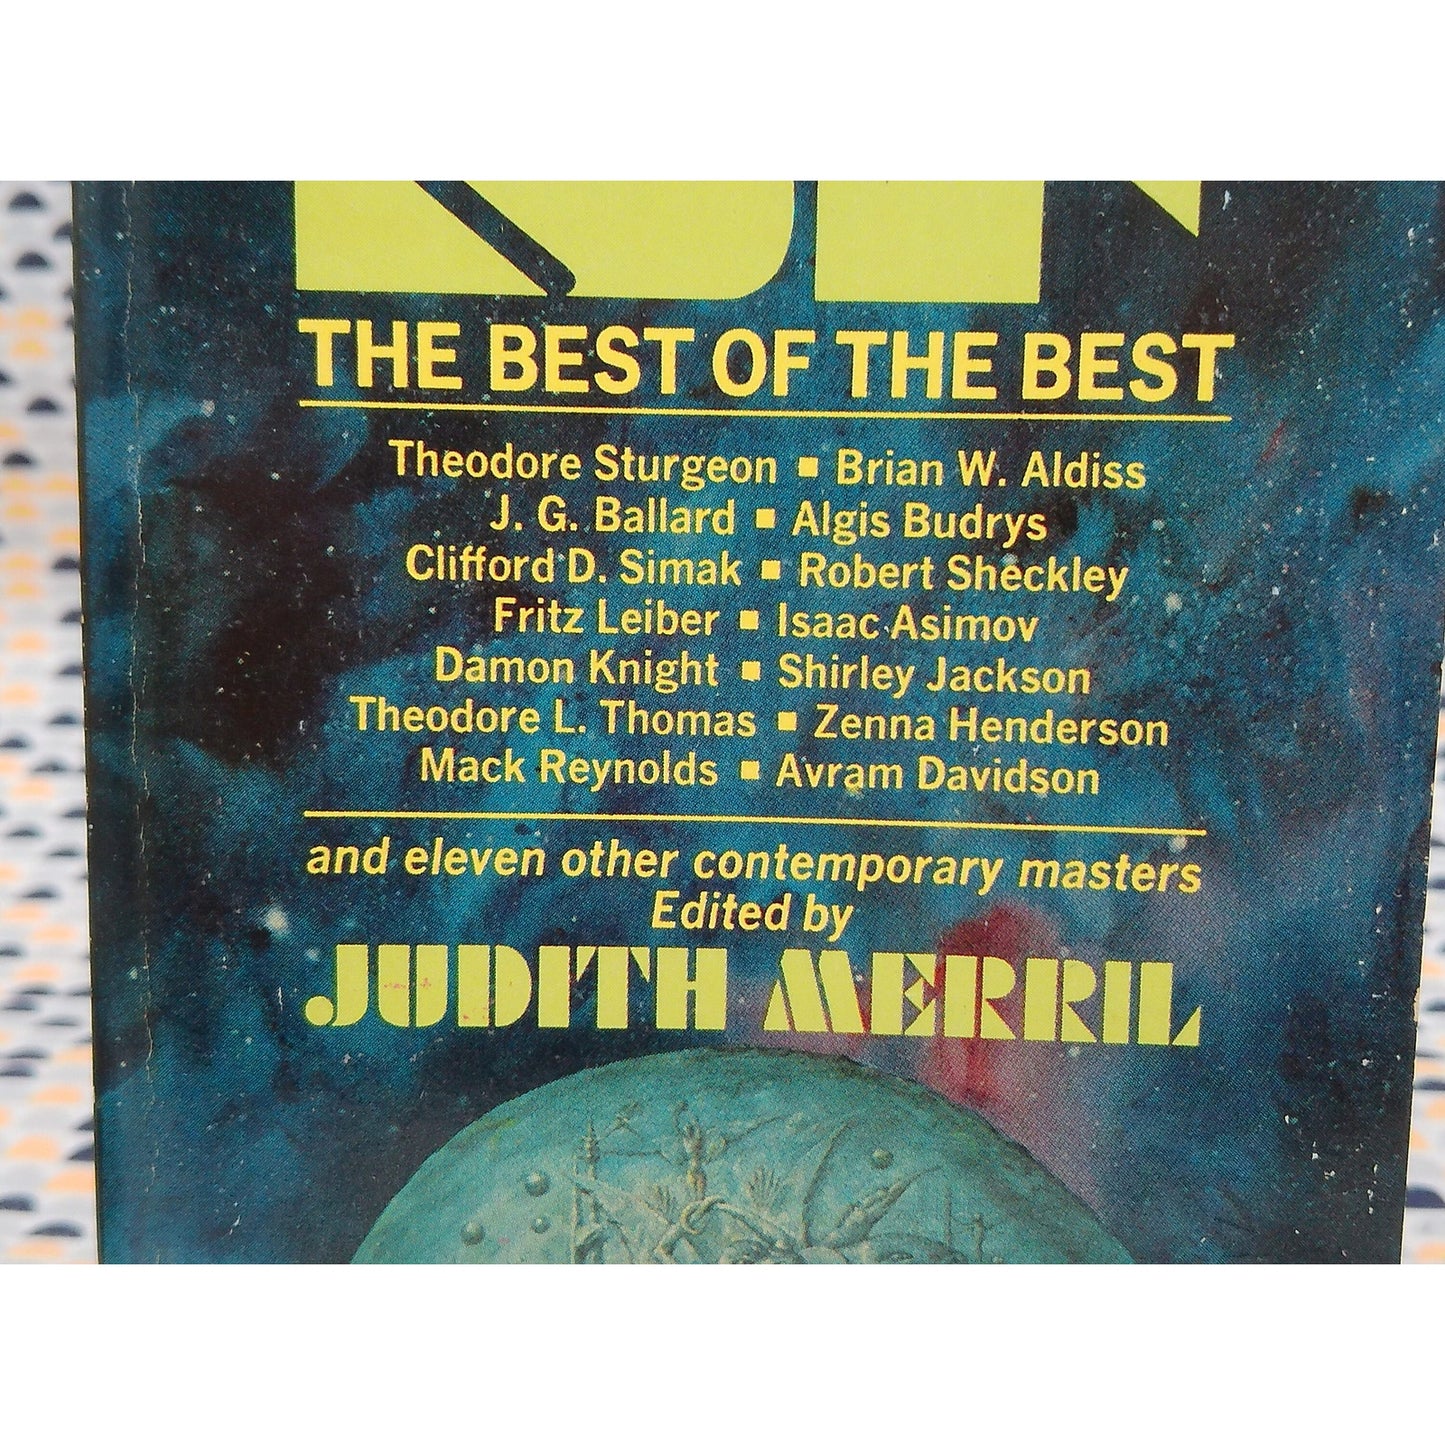 THE BEST OF THE BEST
Theodore Sturgeon ▪ Brian W. Aldiss
J. G. Ballard ▪ Algis Budrys
Clifford D. Simak ▪ Robert Sheckley
Fritz Leiber ▪ Isaac Asimov
Damon Knight ▪ Shirley Jackson
Theodore L. Thomas ▪ Zenna Henderson
Mack Reynolds ▪ Avram Davidson
and eleven other contemporary masters
Edited by
JUDITH MERRIL